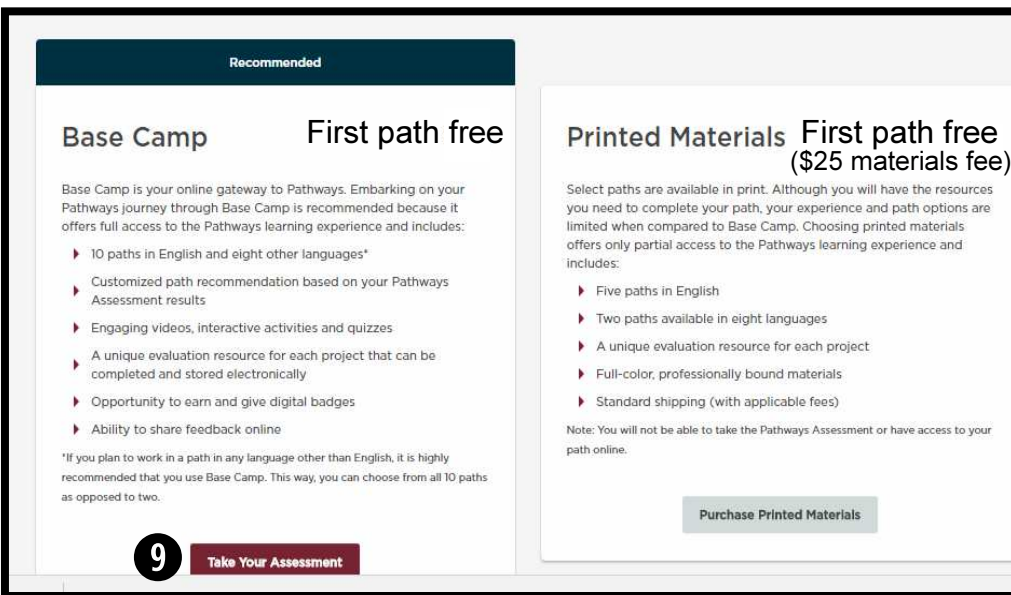 Recommended
Base Camp
First path free
Base Camp is your online gateway to Pathways. Embarking on your
Pathways journey through Base Camp is recommended because it
offers full access to the Pathways learning experience and includes:
10 paths in English and eight other languages*
Customized path recommendation based on your Pathways
Assessment results
Engaging videos, interactive activities and quizzes
A unique evaluation resource for each project that can be
completed and stored electronically
Opportunity to earn and give digital badges
Ability to share feedback online
*If you plan to work in a path in any language other than English, it is highly
recommended that you use Base Camp. This way, you can choose from all 10 paths
as opposed to two.
9
Take Your Assessment
Printed Materials
First path free
($25 materials fee)
Select paths are available in print. Although you will have the resources
you need to complete your path, your experience and path options are
limited when compared to Base Camp. Choosing printed materials
offers only partial access to the Pathways learning experience and
includes:
Five paths in English
Two paths available in eight languages
A unique evaluation resource for each project
Full-color, professionally bound materials
Standard shipping (with applicable fees)
Note: You will not be able to take the Pathways Assessment or have access to your
path online.
Purchase Printed Materials